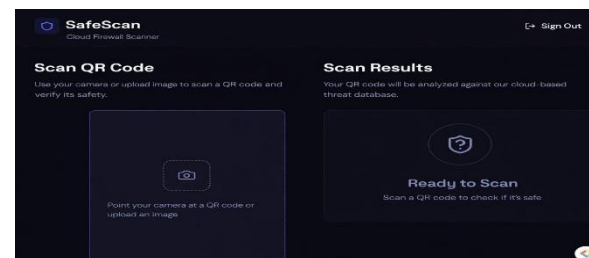 SafeScan
Cloud Firewall Scanner
Sign Out
Scan QR Code
Use your camera or upload image to scan a QR code and
verify its safety.
Point your camera at a QR code or
upload an image
Scan Results
Your QR code will be analyzed against our cloud-based
threat database.
Ready to Scan
Scan a QR code to check if it's safe